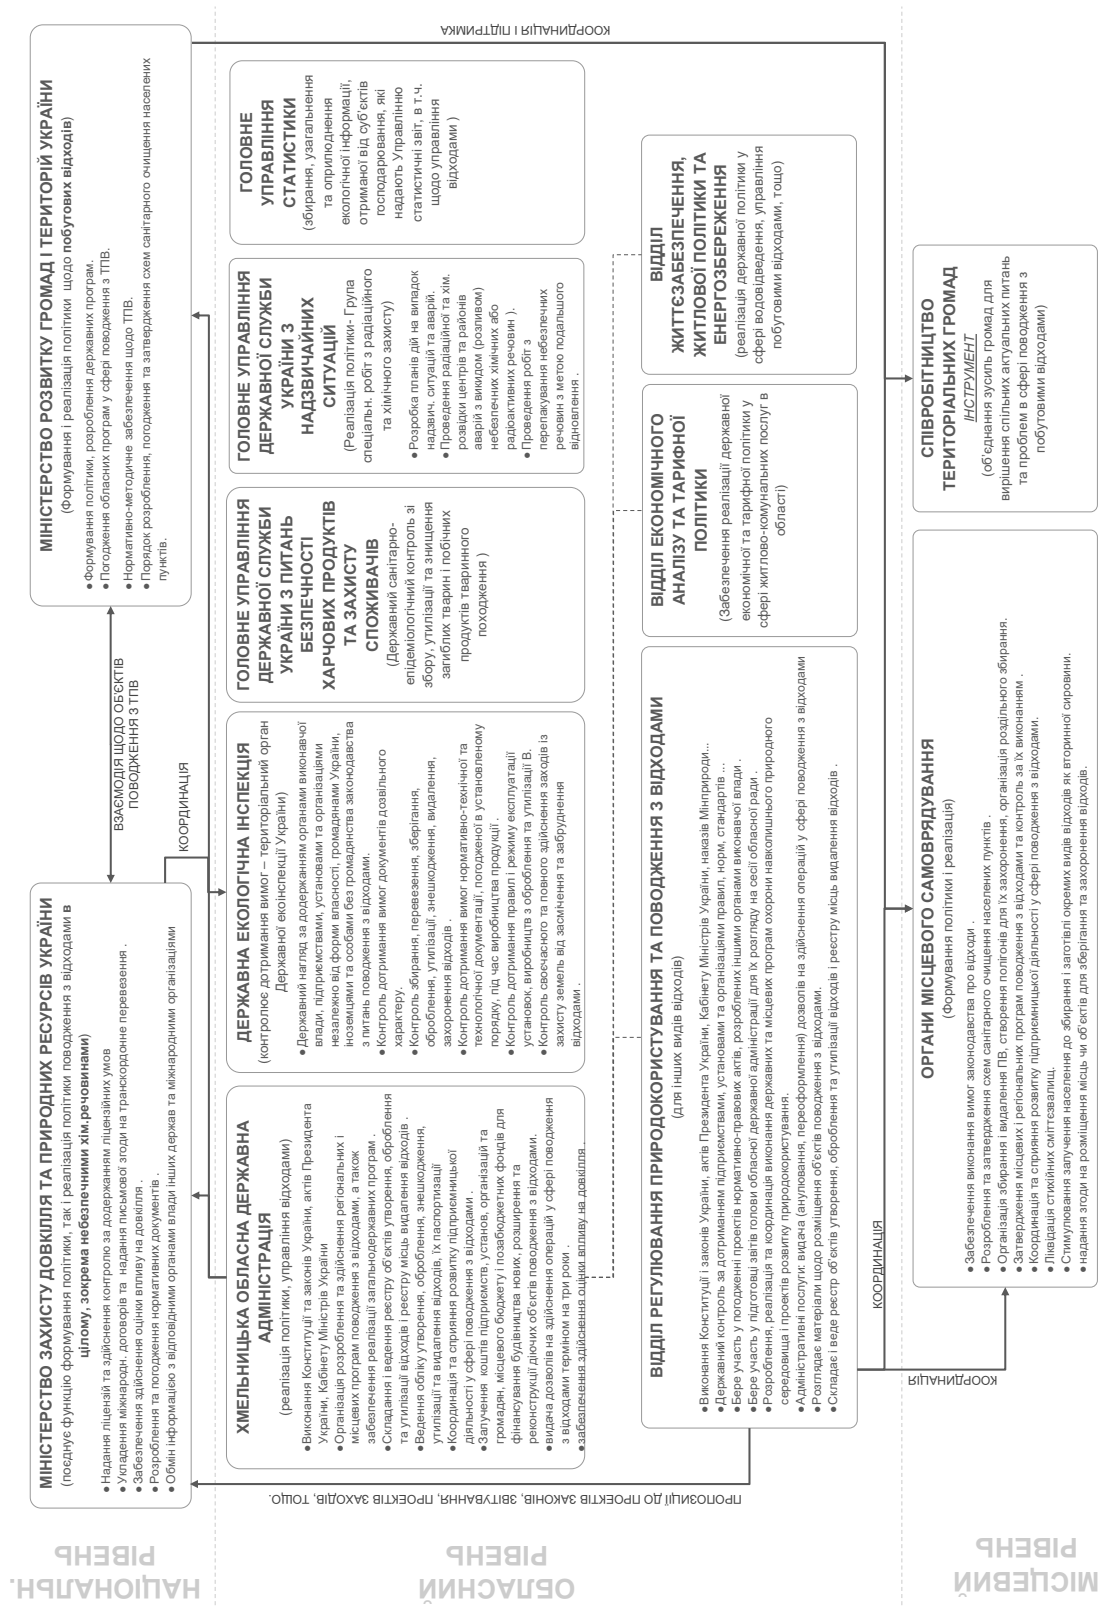 НАЦІОНАЛЬН.
РІВЕНЬ
МІНІСТЕРСТВО ЗАХИСТУ ДОВКІЛЛЯ ТА ПРИРОДНИХ РЕСУРСІВ УКРАЇНИ
(поєднує функцію формування політики, так і реалізація політики поводження з відходами в
цілому, зокрема небезпечними хім.речовинами)
• Надання ліцензій та здійснення контролю за додержанням ліцензійних умов
• Укладення міжнародн. договорів та надання письмової згоди на транскордонне перевезення .
• Забезпечення здійснення оцінки впливу на довкілля .
• Розроблення та погодження нормативних документів .
• Обмін інформацією з відповідними органами влади інших держав та міжнародними організаціями
ВЗАЄМОДІЯ ЩОДО ОБ'ЄКТІВ
ПОВОДЖЕННЯ З ТПВ
КООРДИНАЦІЯ
МІНІСТЕРСТВО РОЗВИТКУ ГРОМАД І ТЕРИТОРІЙ УКРАЇНИ
(Формування і реалізація політики щодо побутових відходів)
• Формування політики, розроблення державних програм.
• Погодження обласних програм у сфері поводження з ТПВ.
• Нормативно-методичне забезпечення щодо ТПВ.
• Порядок розроблення, погодження та затвердження схем санітарного очищення населених
пунктів.
КООРДИНАЦІЯ І ПІДТРИМКА
ОБЛАСНИЙ
РІВЕНЬ
ПРОПОЗИЦІЇ ДО ПРОЕКТІВ ЗАКОНІВ, ЗВІТУВАННЯ, ПРОЕКТІВ ЗАХОДІВ, ТОЩО.
ХМЕЛЬНИЦЬКА ОБЛАСНА ДЕРЖАВНА
АДМІНІСТРАЦІЯ
(реалізація політики, управління відходами)
• Виконання Конституції та законів України, актів Президента
України, Кабінету Міністрів України
• Організація розроблення та здійснення регіональних і
місцевих програм поводження з відходами, а також
забезпечення реалізації загальнодержавних програм .
• Складання і ведення реєстру об'єктів утворення, оброблення
та утилізації відходів і реєстру місць видалення відходів .
• Ведення обліку утворення, оброблення, знешкодження,
утилізації та видалення відходів, їх паспортизації
• Координація та сприяння розвитку підприємницької
діяльності у сфері поводження з відходами .
• Залучення коштів підприємств, установ, організацій та
громадян, місцевого бюджету і позабюджетних фондів для
фінансування будівництва нових, розширення та
реконструкції діючих об'єктів поводження з відходами.
• видача дозволів на здійснення операцій у сфері поводження
з відходами терміном на три роки .
• забезпечення здійснення оцінки впливу на довкілля .
ДЕРЖАВНА ЕКОЛОГІЧНА ІНСПЕКЦІЯ
(контролює дотримання вимог – територіальний орган
Державної екоінспекції України)
• Державний нагляд за додержанням органами виконавчої
влади, підприємствами, установами та організаціями
незалежно від форми власності, громадянами України,
іноземцями та особами без громадянства законодавства
з питань поводження з відходами.
• Контроль дотримання вимог документів дозвільного
характеру.
• Контроль збирання, перевезення, зберігання,
оброблення, утилізації, знешкодження, видалення,
захоронення відходів .
• Контроль дотримання вимог нормативно-технічної та
технологічної документації, погодженої в установленому
порядку, під час виробництва продукції .
• Контроль дотримання правил і режиму експлуатації
установок, виробництв з оброблення та утилізації В.
• Контроль своєчасного та повного здійснення заходів із
захисту земель від засмічення та забруднення
відходами .
ГОЛОВНЕ УПРАВЛІННЯ
ДЕРЖАВНОЇ СЛУЖБИ
УКРАЇНИ З ПИТАНЬ
БЕЗПЕЧНОСТІ
ХАРЧОВИХ ПРОДУКТІВ
ТА ЗАХИСТУ
СПОЖИВАЧІВ
(Державний санітарно-
епідеміологічний контроль зі
збору, утилізації та знищення
загиблих тварин і побічних
продуктів тваринного
походження )
ГОЛОВНЕ УПРАВЛІННЯ
ДЕРЖАВНОЇ СЛУЖБИ
УКРАЇНИ З
НАДЗВИЧАЙНИХ
СИТУАЦІЙ
(Реалізація політики- Група
спеціальн. робіт з радіаційного
та хімічного захисту)
• Розробка планів дій на випадок
надзвич. ситуацій та аварій.
• Проведення радіаційної та хім.
розвідки центрів та районів
аварій з викидом (розливом)
небезпечних хімічних або
радіоактивних речовин ).
• Проведення робіт з
перепакування небезпечних
речовин з метою подальшого
відновлення .
ГОЛОВНЕ
УПРАВЛІННЯ
СТАТИСТИКИ
(збирання, узагальнення
та оприлюднення
екологічної інформації,
отриманої від суб'єктів
господарювання, які
надають Управлінню
статистичні звіт, в т.ч.
щодо управління
відходами )
ВІДДІЛ РЕГУЛЮВАННЯ ПРИРОДОКОРИСТУВАННЯ ТА ПОВОДЖЕННЯ З ВІДХОДАМИ
(для інших видів відходів)
• Виконання Конституції і законів України, актів Президента України, Кабінету Міністрів України, наказів Мінприроди...
• Державний контроль за дотриманням підприємствами, установами та організаціями правил, норм, стандартів ...
• Бере участь у погодженні проектів нормативно-правових актів, розроблених іншими органами виконавчої влади .
• Бере участь у підготовці звітів голови обласної державної адміністрації для їх розгляду на сесії обласної ради .
• Розроблення, реалізація та координація виконання державних та місцевих програм охорони навколишнього природного
середовища і проектів розвитку природокористування.
• Адміністративні послуги: видача (анулювання, переоформлення) дозволів на здійснення операцій у сфері поводження з відходами
• Розглядає матеріали щодо розміщення об'єктів поводження з відходами.
• Складає і веде реєстр об'єктів утворення, оброблення та утилізації відходів і реєстру місць видалення відходів .
ВІДДІЛ ЕКОНОМІЧНОГО
АНАЛІЗУ ТА ТАРИФНОЇ
ПОЛІТИКИ
(Забезпечення реалізації державної
економічної та тарифної політики у
сфері житлово-комунальних послуг в
області)
ВІДДІЛ
ЖИТТЄЗАБЕЗПЕЧЕННЯ,
ЖИТЛОВОЇ ПОЛІТИКИ ТА
ЕНЕРГОЗБЕРЕЖЕННЯ
(реалізація державної політики у
сфері водовідведення, управління
побутовими відходами, тощо)
КООРДИНАЦІЯ
КООРДИНАЦІЯ
МІСЦЕВИЙ
РІВЕНЬ
ОРГАНИ МІСЦЕВОГО САМОВРЯДУВАННЯ
(Формування політики і реалізація)
• Забезпечення виконання вимог законодавства про відходи .
• Розроблення та затвердження схем санітарного очищення населених пунктів .
• Організація збирання и видалення ПВ, створення полігонів для їх захоронення, організація роздільного збирання.
• Затвердження місцевих і регіональних програм поводження з відходами та контроль за їх виконанням .
• Координація та сприяння розвитку підприємницької діяльності у сфері поводження з відходами.
• Ліквідація стихійних сміттєзвалищ.
• Стимулювання залучення населення до збирання і заготівлі окремих видів відходів як вторинної сировини.
• надання згоди на розміщення місць чи об'єктів для зберігання та захоронення відходів.
СПІВРОБІТНИЦТВО
ТЕРИТОРІАЛЬНИХ ГРОМАД
ІНСТРУМЕНТ
(об'єднання зусиль громад для
вирішення спільних актуальних питань
та проблем в сфері поводження з
побутовими відходами)